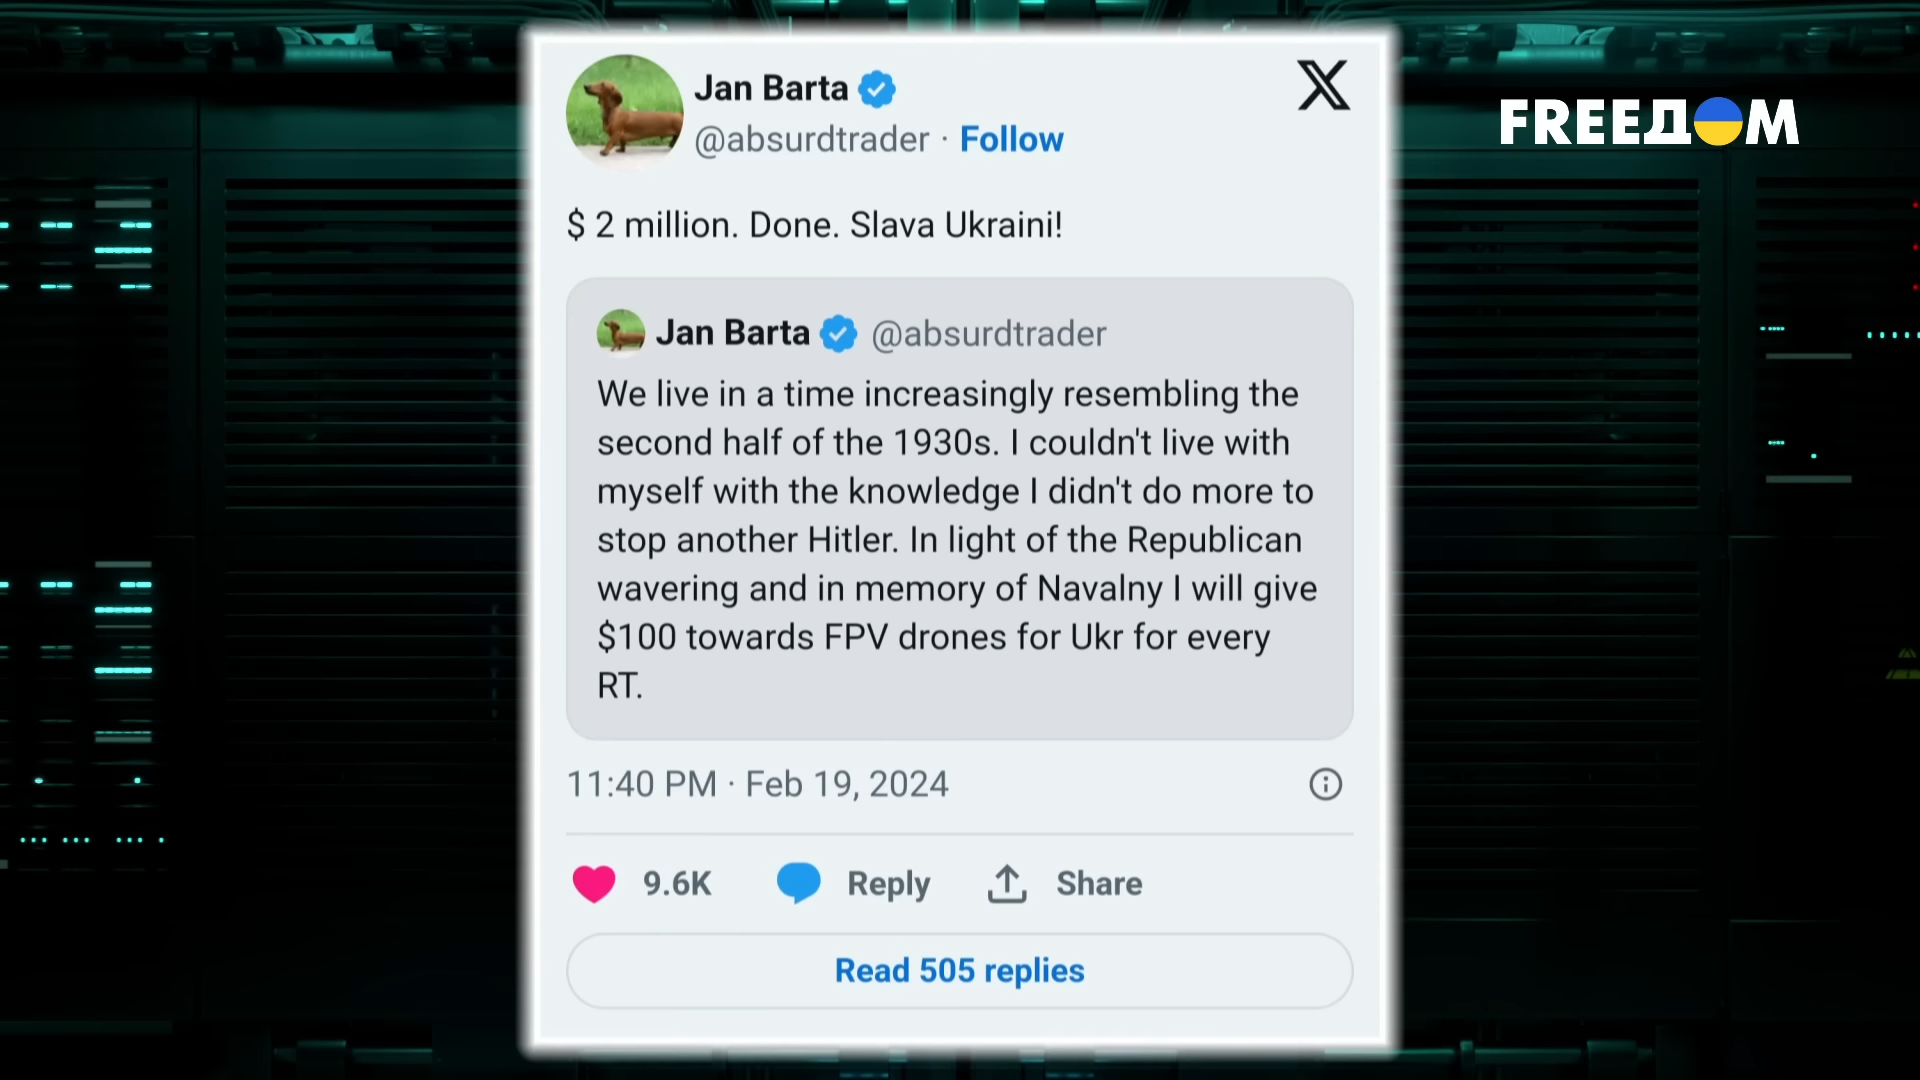 Jan Barta
@absurdtrader · Follow
X
FREEДОМ
$ 2 million. Done. Slava Ukraini!
Jan Barta @absurdtrader
We live in a time increasingly resembling the
second half of the 1930s. I couldn't live with
myself with the knowledge I didn't do more to
stop another Hitler. In light of the Republican
wavering and in memory of Navalny I will give
$100 towards FPV drones for Ukr for every
RT.
11:40 PM · Feb 19, 2024
9.6K Reply Share
Read 505 replies